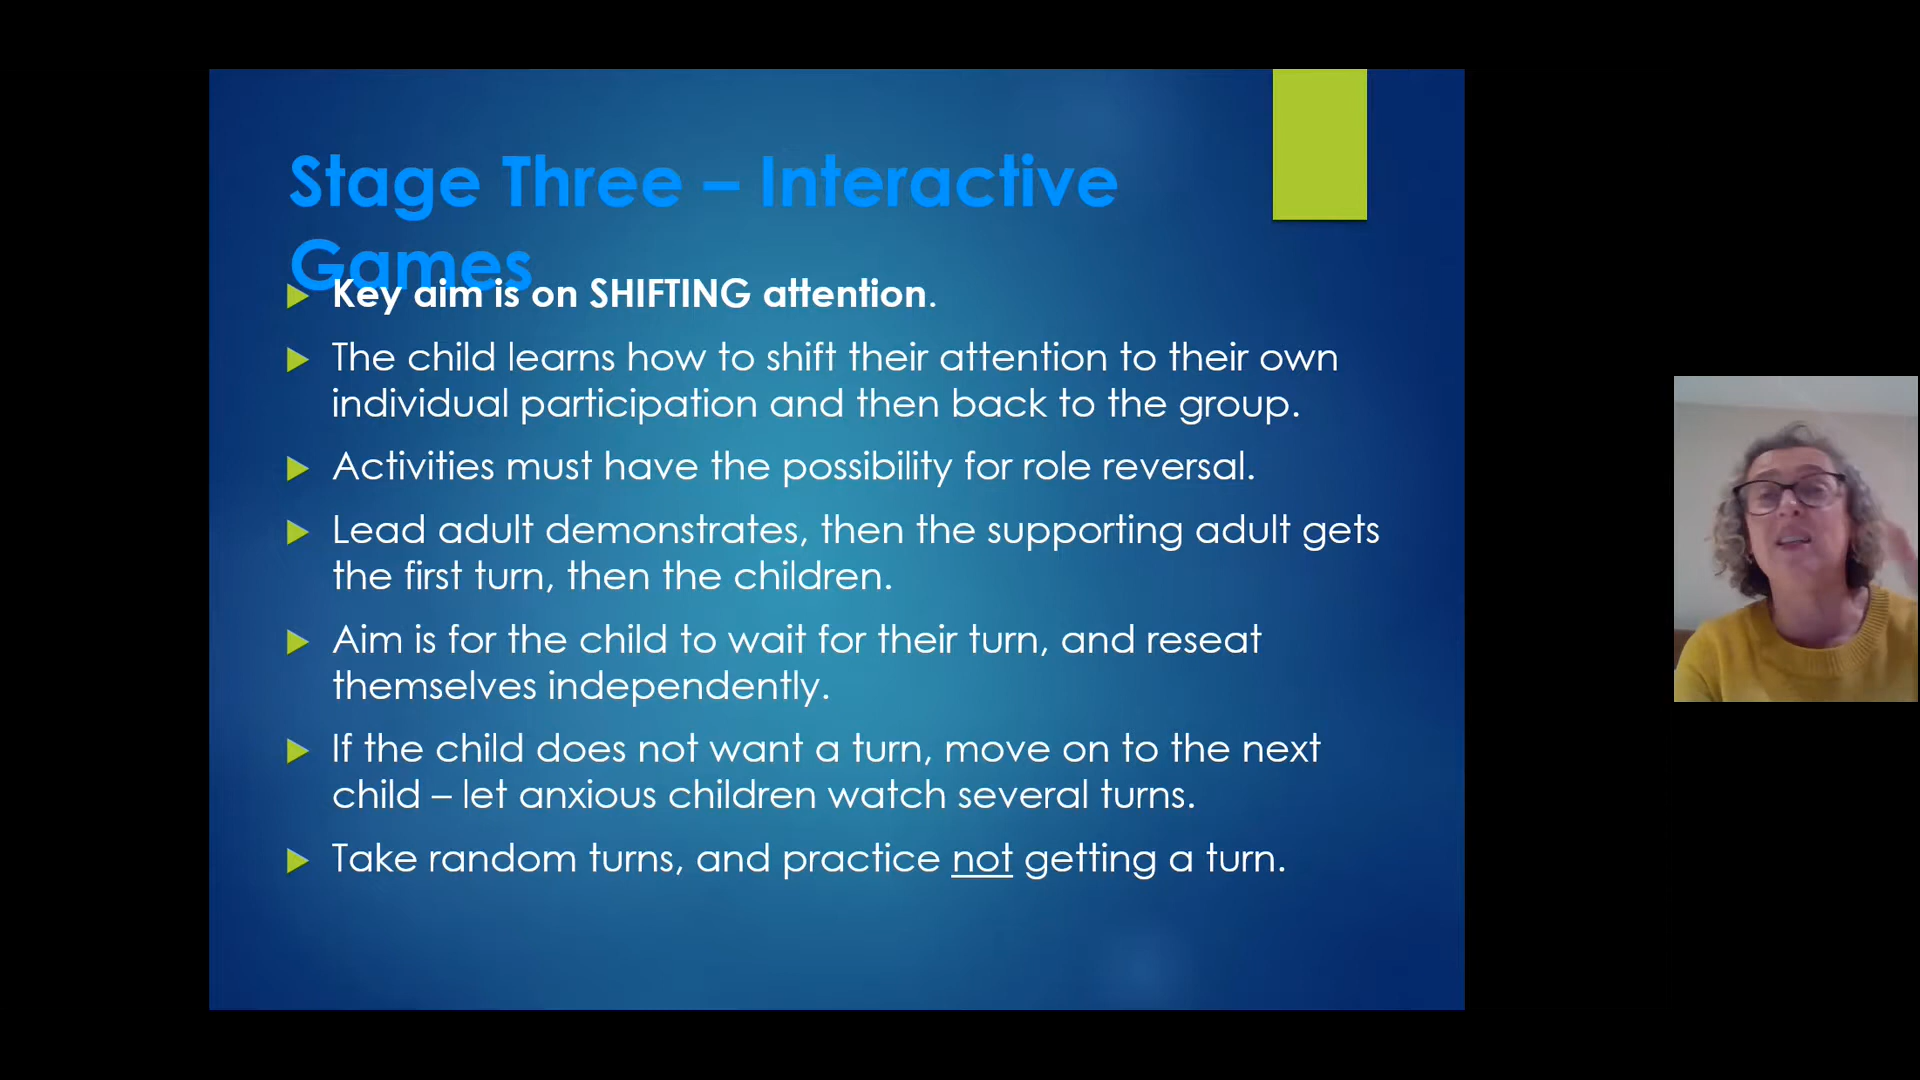 Stage Three – Interactive
Games
Key aim is on SHIFTING attention.
The child learns how to shift their attention to their own
individual participation and then back to the group.
Activities must have the possibility for role reversal.
Lead adult demonstrates, then the supporting adult gets
the first turn, then the children.
Aim is for the child to wait for their turn, and reseat
themselves independently.
If the child does not want a turn, move on to the next
child – let anxious children watch several turns.
Take random turns, and practice not getting a turn.